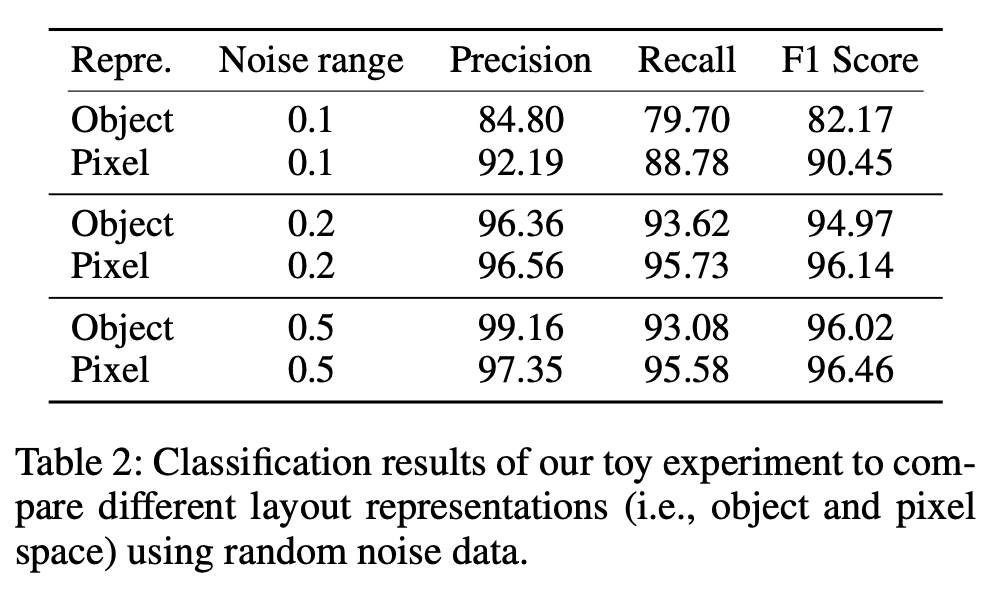 Repre. Noise range Precision Recall F1 Score
Object 0.1 84.80 79.70 82.17
Pixel 0.1 92.19 88.78 90.45
Object 0.2 96.36 93.62 94.97
Pixel 0.2 96.56 95.73 96.14
Object 0.5 99.16 93.08 96.02
Pixel 0.5 97.35 95.58 96.46
Table 2: Classification results of our toy experiment to com-
pare different layout representations (i.e., object and pixel
space) using random noise data.